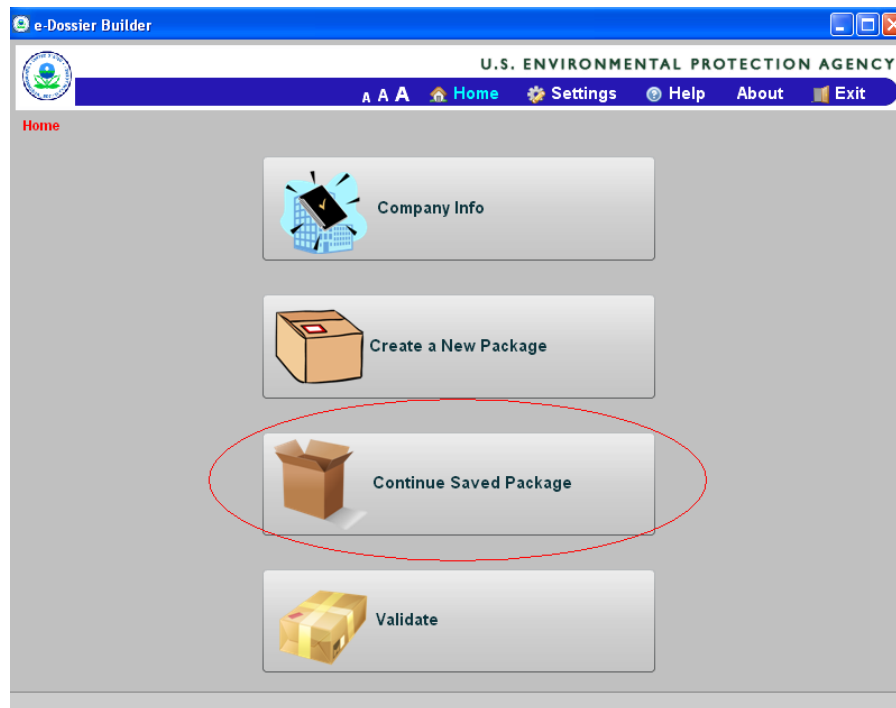 e-Dossier Builder
U.S. ENVIRONMENTAL PROTECTION AGENCY
A A A Home Settings Help About Exit
Home
Company Info
Create a New Package
Continue Saved Package
Validate